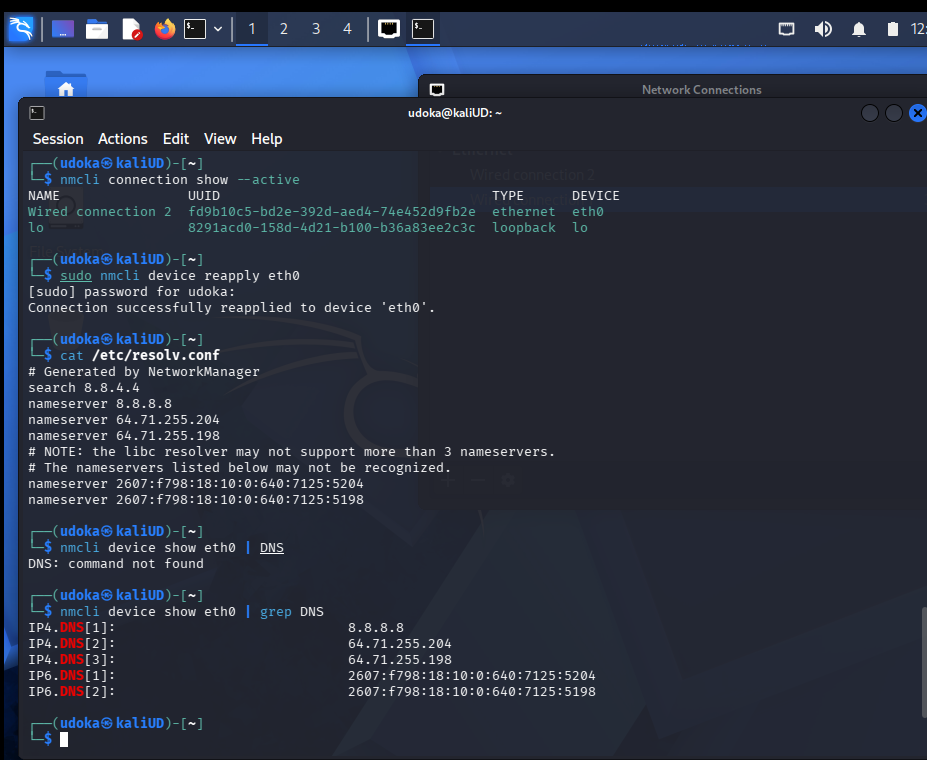 1 2 3 4 12:
Network Connections
udoka@kaliUD: ~
Session Actions Edit View Help
┌──(udoka㉿kaliUD)-[~]
└─$ nmcli connection show --active
NAME UUID TYPE DEVICE
Wired connection 2 fd9b10c5-bd2e-392d-aed4-74e452d9fb2e ethernet eth0
lo 8291acd0-158d-4d21-b100-b36a83ee2c3c loopback lo
┌──(udoka㉿kaliUD)-[~]
└─$ sudo nmcli device reapply eth0
[sudo] password for udoka:
Connection successfully reapplied to device 'eth0'.
┌──(udoka㉿kaliUD)-[~]
└─$ cat /etc/resolv.conf
# Generated by NetworkManager
search 8.8.4.4
nameserver 8.8.8.8
nameserver 64.71.255.204
nameserver 64.71.255.198
# NOTE: the libc resolver may not support more than 3 nameservers.
# The nameservers listed below may not be recognized.
nameserver 2607:f798:18:10:0:640:7125:5204
nameserver 2607:f798:18:10:0:640:7125:5198
┌──(udoka㉿kaliUD)-[~]
└─$ nmcli device show eth0 | DNS
DNS: command not found
┌──(udoka㉿kaliUD)-[~]
└─$ nmcli device show eth0 | grep DNS
IP4.DNS[1]: 8.8.8.8
IP4.DNS[2]: 64.71.255.204
IP4.DNS[3]: 64.71.255.198
IP6.DNS[1]: 2607:f798:18:10:0:640:7125:5204
IP6.DNS[2]: 2607:f798:18:10:0:640:7125:5198
┌──(udoka㉿kaliUD)-[~]
└─$